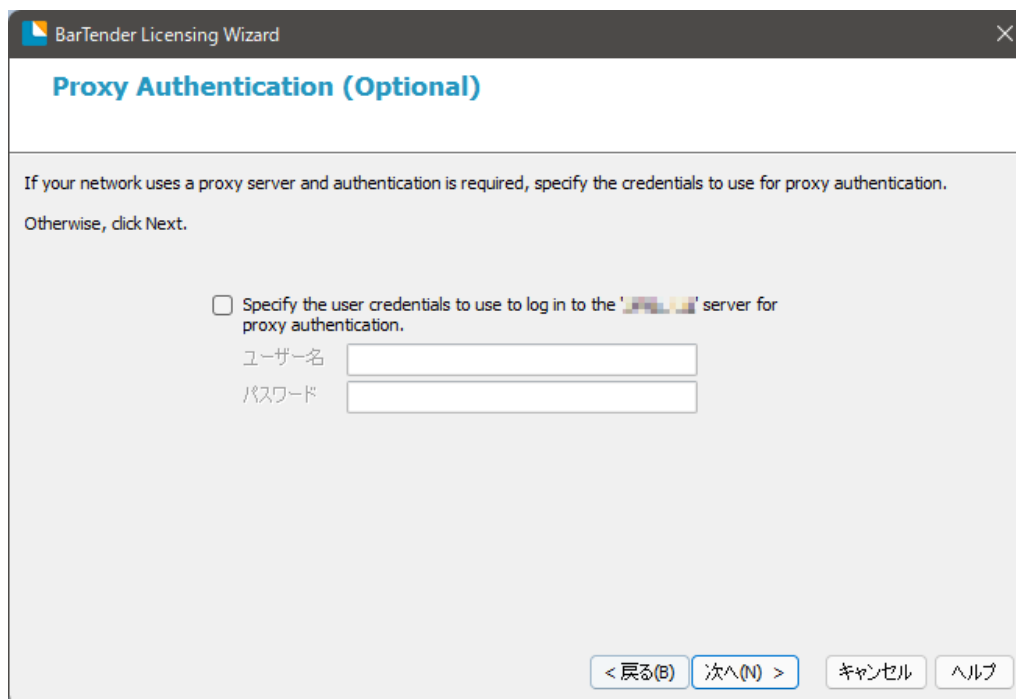 BarTender Licensing Wizard
Proxy Authentication (Optional)
If your network uses a proxy server and authentication is required, specify the credentials to use for proxy authentication.
Otherwise, click Next.
Specify the user credentials to use to log in to the '' server for
proxy authentication.
ユーザー名
パスワード
< 戻る(B) 次へ(N) > キャンセル ヘルプ